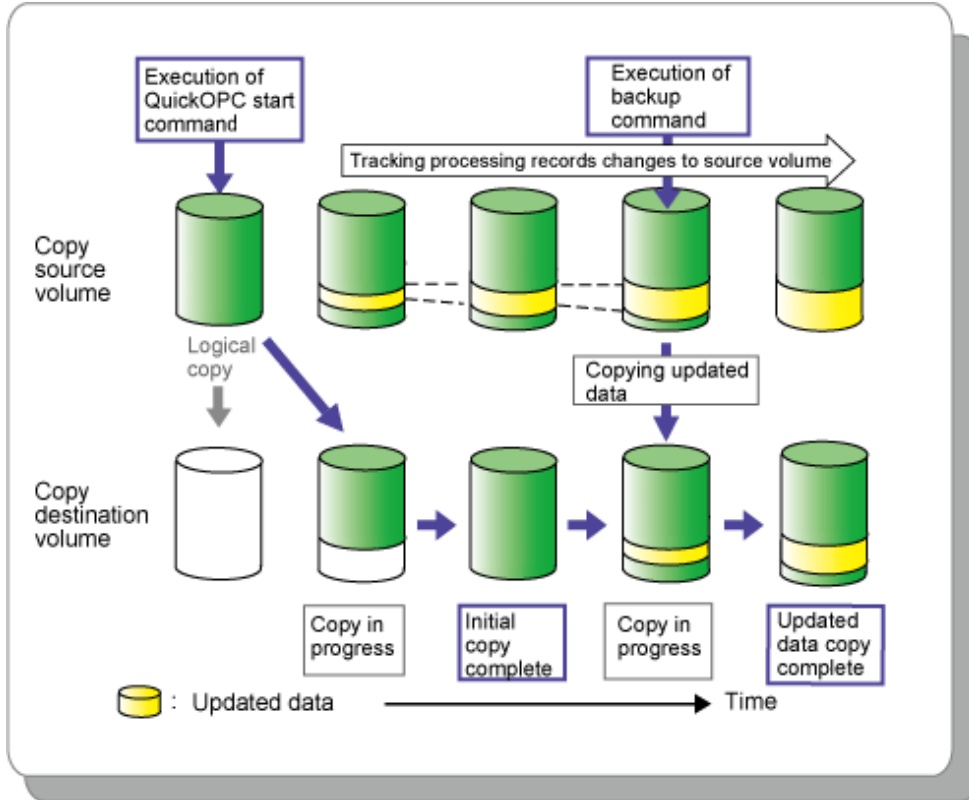 Execution of
QuickOPC start
command
Execution of
backup
command
Tracking processing records changes to source volume
Copy
source
volume
Logical
copy
Copying updated
data
Copy
destination
volume
Copy in
progress
Initial
copy
complete
Copy in
progress
Updated
data copy
complete
: Updated data
Time